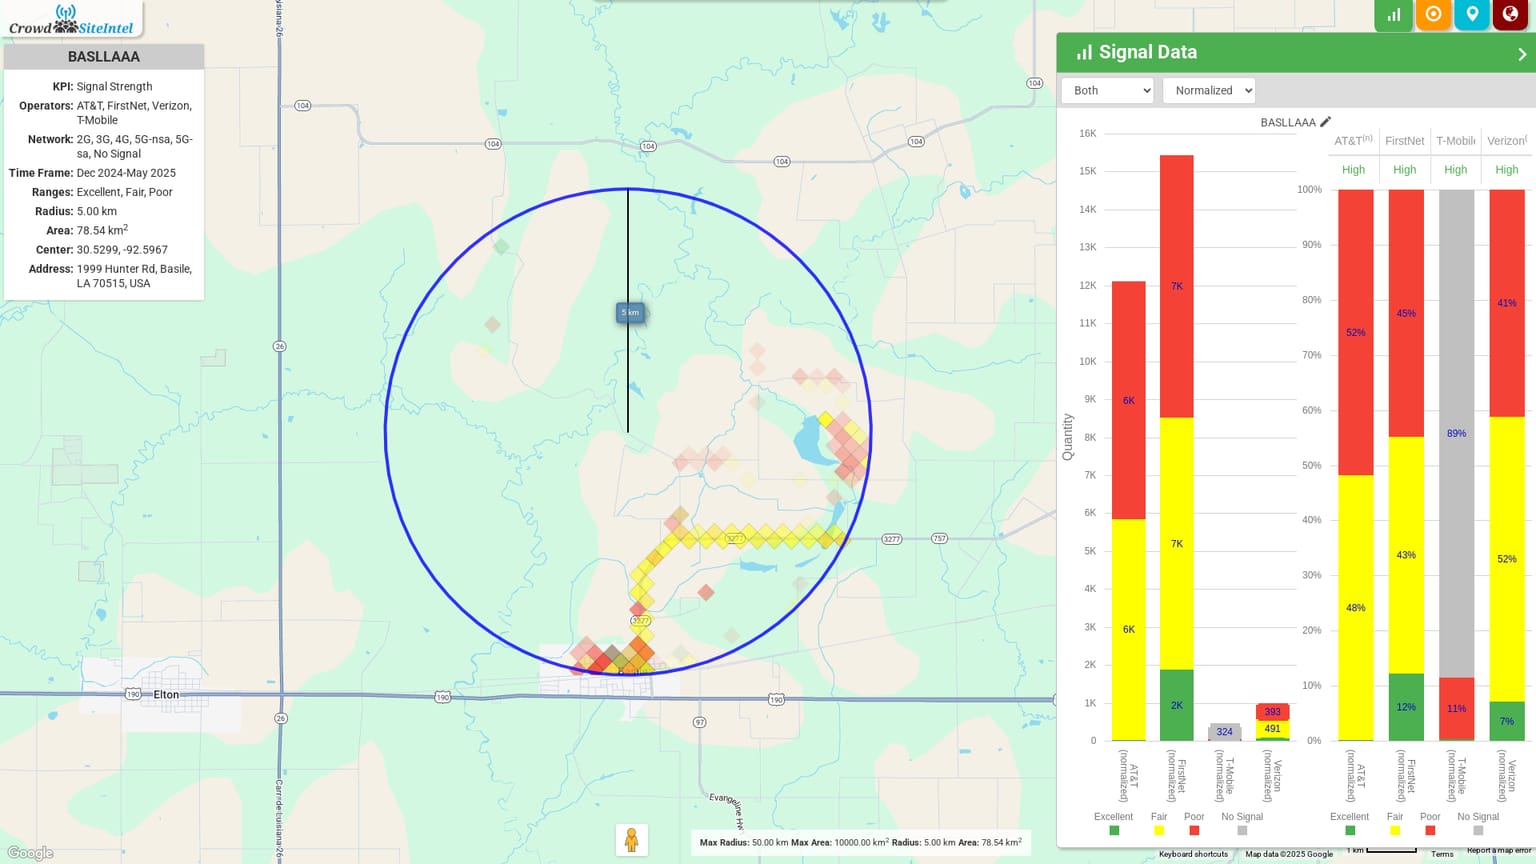 Crowd SiteIntel
BASLLAAA
KPI: Signal Strength
Operators: AT&T, FirstNet, Verizon,
T-Mobile
Network: 2G, 3G, 4G, 5G-nsa, 5G-
sa, No Signal
Time Frame: Dec 2024-May 2025
Ranges: Excellent, Fair, Poor
Radius: 5.00 km
Area: 78.54 km2
Center: 30.5299, -92.5967
Address: 1999 Hunter Rd, Basile,
LA 70515, USA
104
104
104
104
104
104
26
5 km
3277
3277
757
3277
190
Elton
190
190
26
97
Evangeline Hwy
Google
Max Radius: 50.00 km Max Area: 10000.00 km2 Radius: 5.00 km Area: 78.54 km2
Signal Data
Both
Normalized
BASLLAAA
16K
15K
14K
13K
12K
11K
10K
9K
8K
7K
6K
5K
4K
3K
2K
1K
0
Quantity
6K
6K
7K
7K
2K
324
393
491
AT&T
(normalized)
FirstNet
(normalized)
T-Mobile
(normalized)
Verizon
(normalized)
Excellent
Fair
Poor
No Signal
AT&T(n)
FirstNet
T-Mobile
Verizon(
High
High
High
High
100%
90%
80%
70%
60%
50%
40%
30%
20%
10%
0%
52%
48%
45%
43%
12%
89%
11%
41%
52%
7%
AT&T
(normalized)
FirstNet
(normalized)
T-Mobile
(normalized)
Verizon
(normalized)
Excellent
Fair
Poor
No Signal
Keyboard shortcuts
Map data ©2025 Google
1 km
Terms
Report a map error